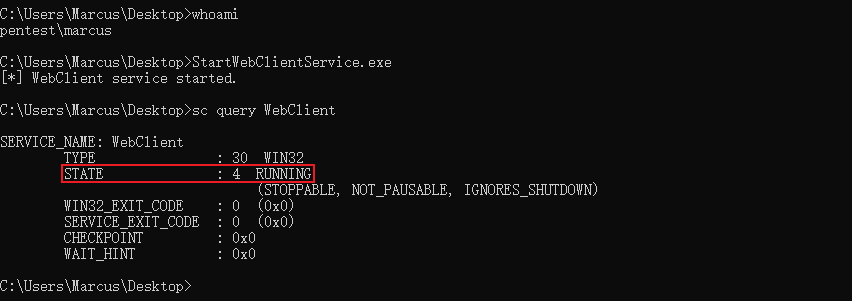 C:\Users\Marcus\Desktop>whoami
pentest\marcus
C:\Users\Marcus\Desktop>StartWebClientService.exe
[*] WebClient service started.
C:\Users\Marcus\Desktop>sc query WebClient
SERVICE_NAME: WebClient
TYPE : 30 WIN32
STATE : 4 RUNNING
(STOPPABLE, NOT_PAUSABLE, IGNORES_SHUTDOWN)
WIN32_EXIT_CODE : 0 (0x0)
SERVICE_EXIT_CODE : 0 (0x0)
CHECKPOINT : 0x0
WAIT_HINT : 0x0
C:\Users\Marcus\Desktop>